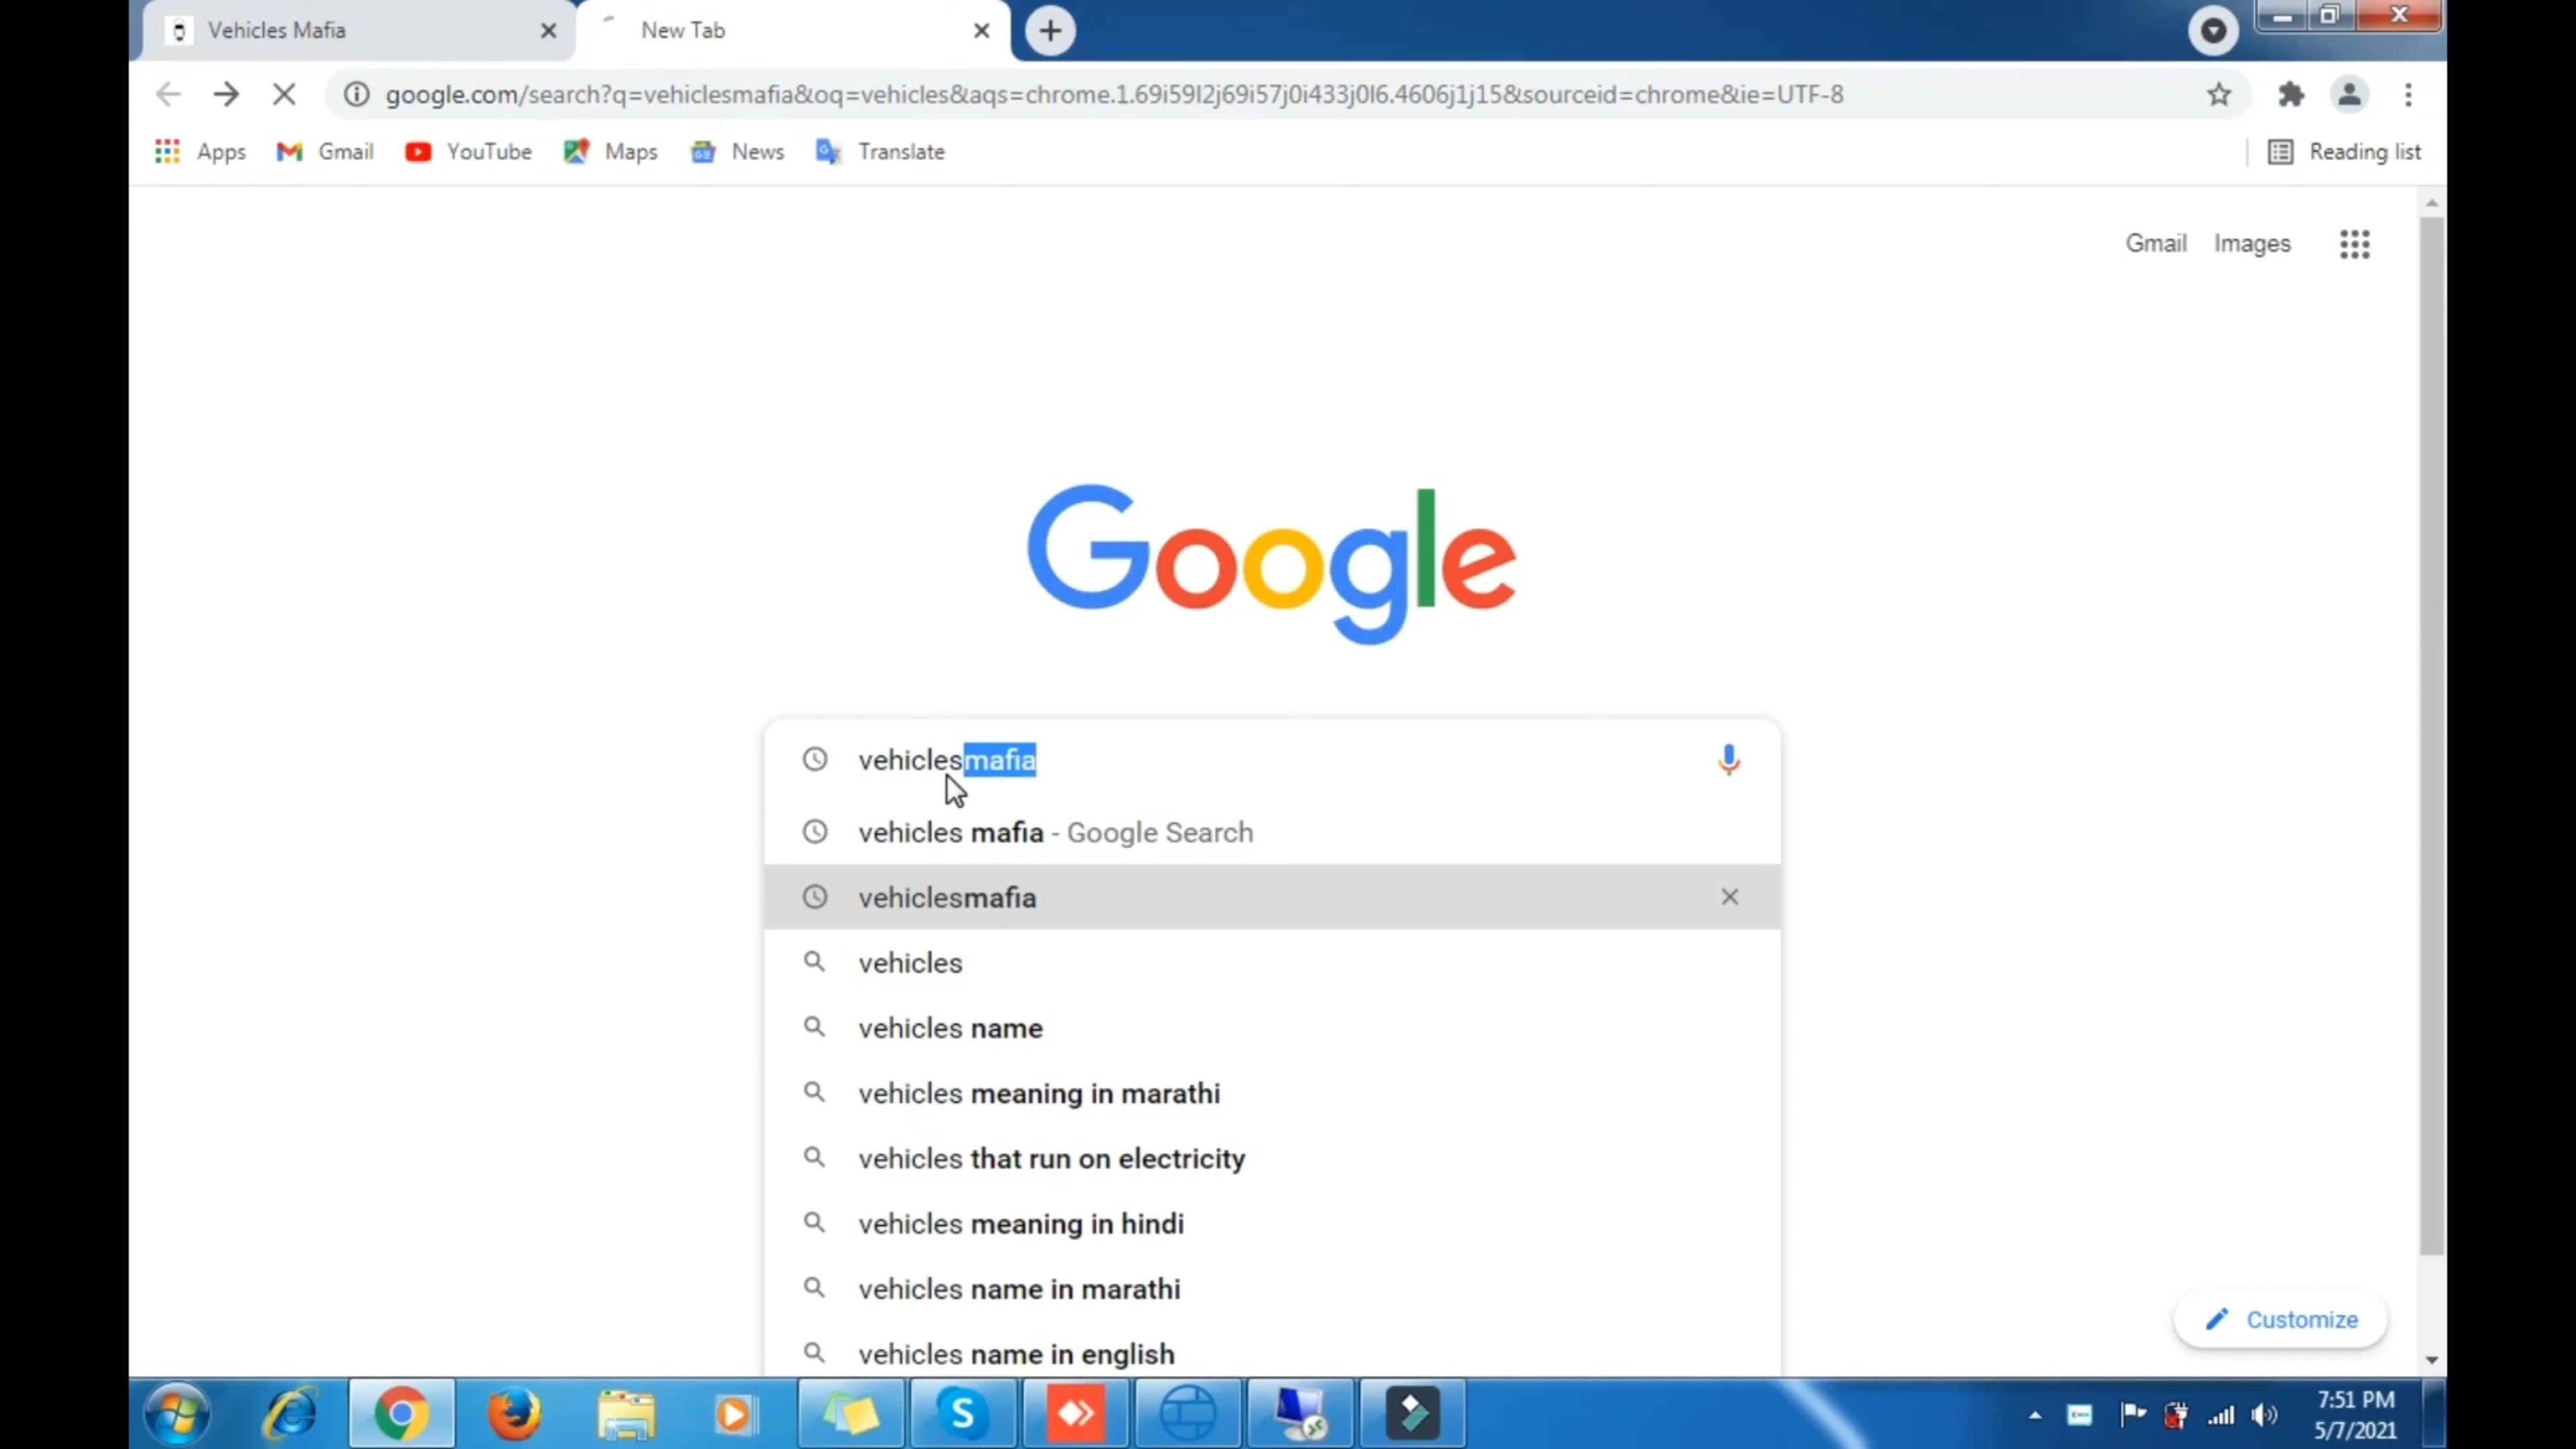 Vehicles Mafia
New Tab
google.com/search?q=vehiclesmafia&oq=vehicles&aqs=chrome.1.69i59l2j69i57j0i433j0l6.4606j1j15&sourceid=chrome&ie=UTF-8
Apps Gmail YouTube Maps News Translate Reading list
Gmail Images
Google
vehiclesmafia
vehicles mafia - Google Search
vehiclesmafia
vehicles
vehicles name
vehicles meaning in marathi
vehicles that run on electricity
vehicles meaning in hindi
vehicles name in marathi
vehicles name in english
Customize
7:51 PM
5/7/2021